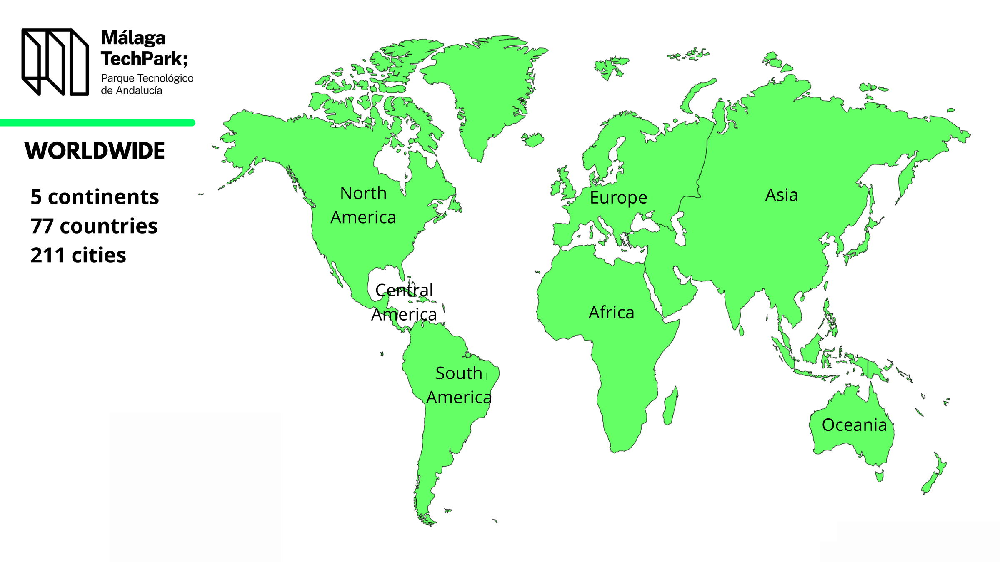 Málaga
TechPark;
Parque Tecnológico
de Andalucía
WORLDWIDE
5 continents
77 countries
211 cities
North
America
Central
America
South
America
Europe
Africa
Asia
Oceania